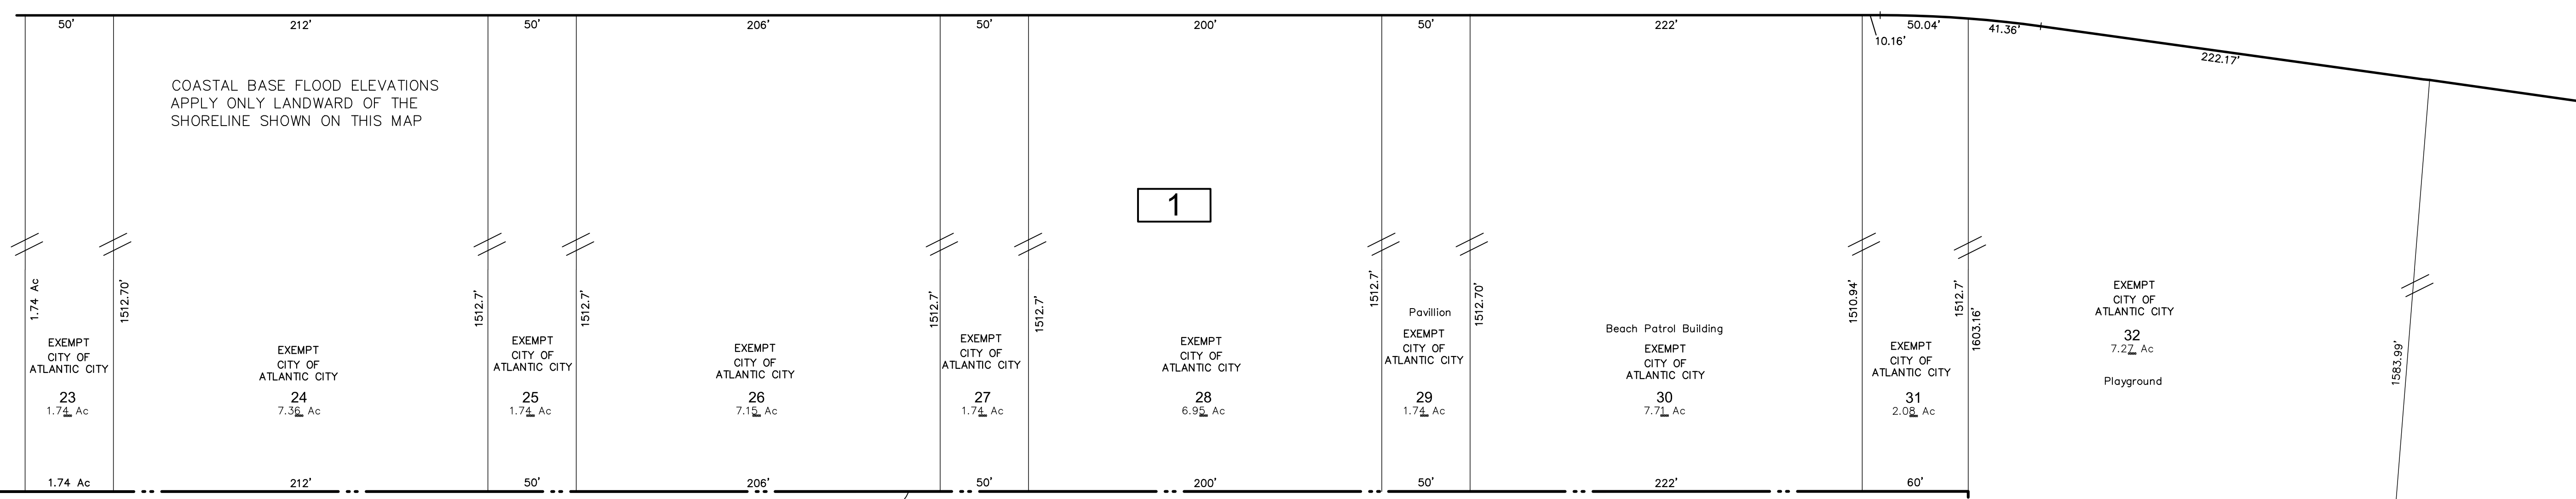 50' 212' 50' 206' 50' 200' 50' 222' 10.16' 50.04' 41.36' 222.17'
COASTAL BASE FLOOD ELEVATIONS
APPLY ONLY LANDWARD OF THE
SHORELINE SHOWN ON THIS MAP
1
1.74 Ac
1512.70'
1512.7'
1512.7'
1512.7'
1512.7'
1512.7'
1512.70'
1510.94'
1512.7'
1603.16'
1583.99'
EXEMPT
CITY OF
ATLANTIC CITY
23
1.74 Ac
EXEMPT
CITY OF
ATLANTIC CITY
24
7.36 Ac
EXEMPT
CITY OF
ATLANTIC CITY
25
1.74 Ac
EXEMPT
CITY OF
ATLANTIC CITY
26
7.15 Ac
EXEMPT
CITY OF
ATLANTIC CITY
27
1.74 Ac
EXEMPT
CITY OF
ATLANTIC CITY
28
6.95 Ac
Pavillion
EXEMPT
CITY OF
ATLANTIC CITY
29
1.74 Ac
Beach Patrol Building
EXEMPT
CITY OF
ATLANTIC CITY
30
7.71 Ac
EXEMPT
CITY OF
ATLANTIC CITY
31
2.08 Ac
EXEMPT
CITY OF
ATLANTIC CITY
32
7.27 Ac
Playground
1.74 Ac 212' 50' 206' 50' 200' 50' 222' 60'